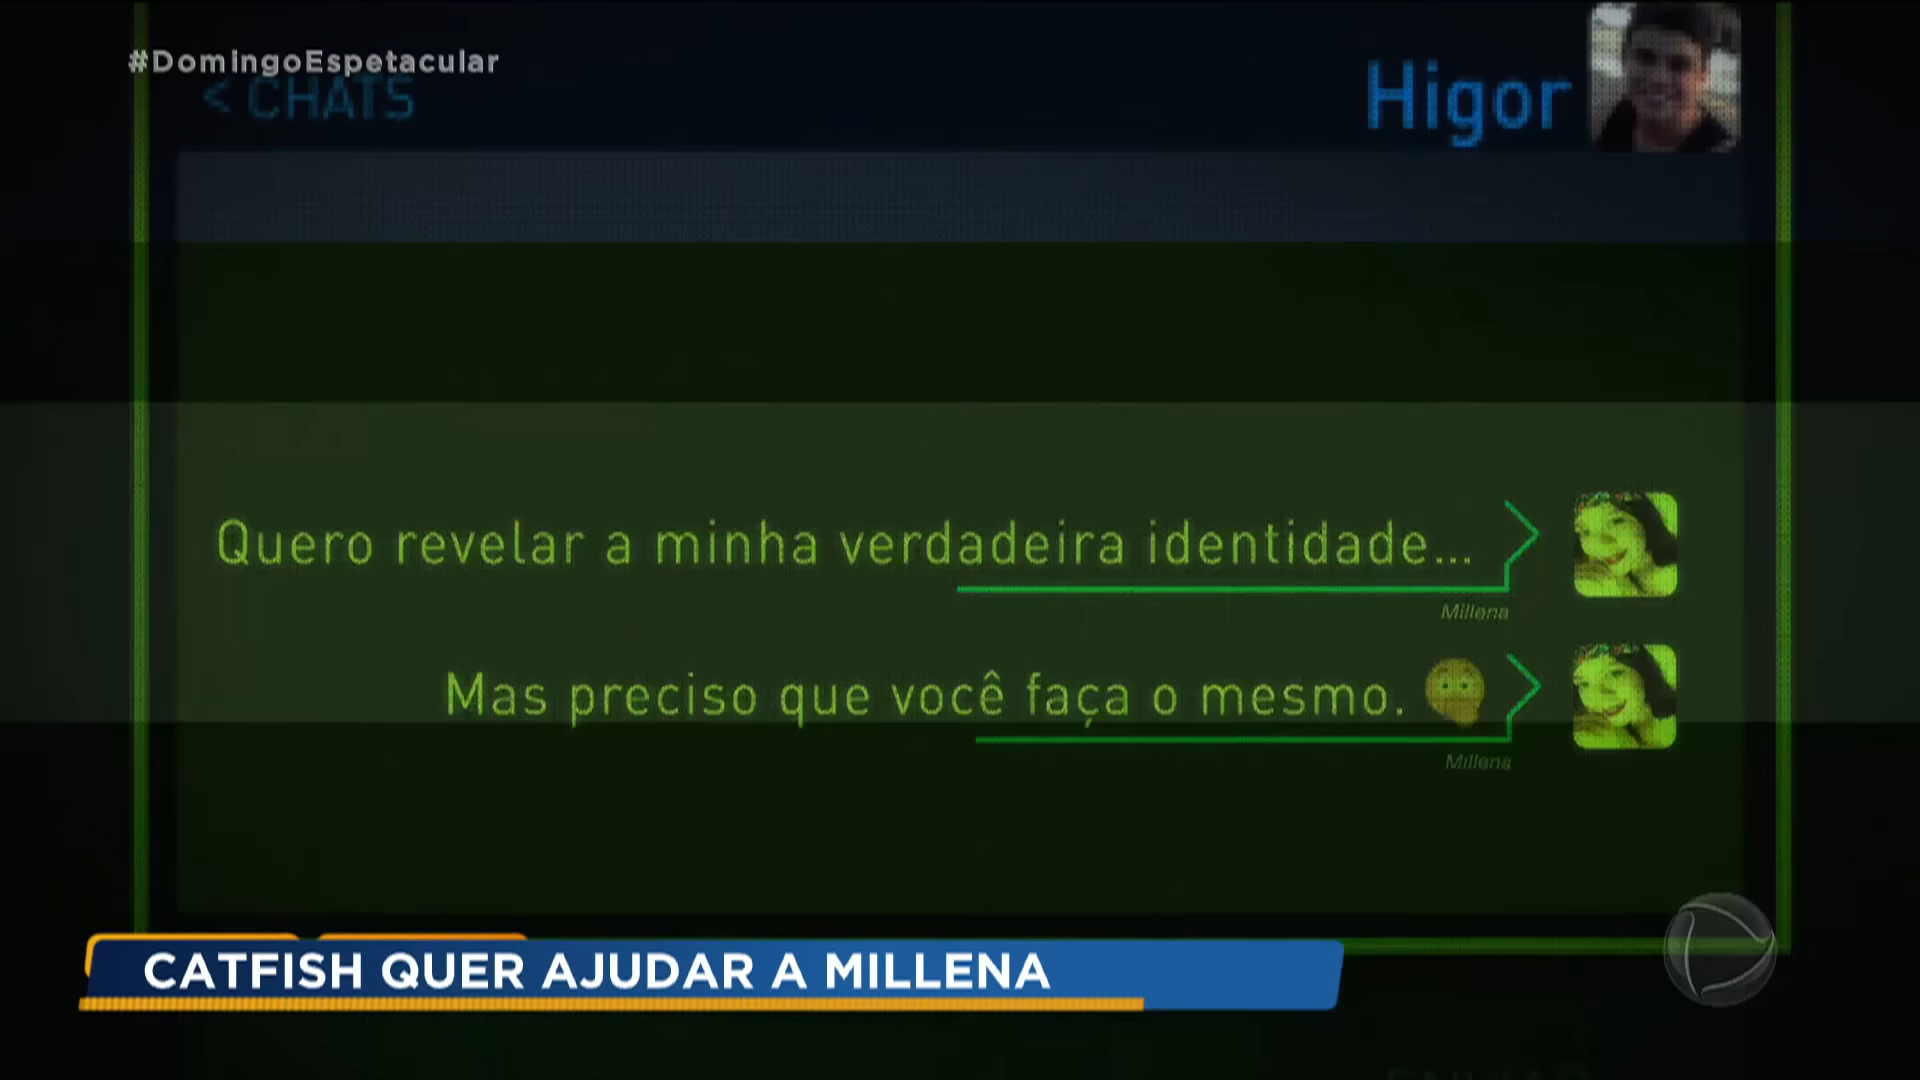 #DomingoEspetacular
< CHATS
Higor
Quero revelar a minha verdadeira identidade...
Millena
Mas preciso que você faça o mesmo.
Millena
CATFISH QUER AJUDAR A MILLENA